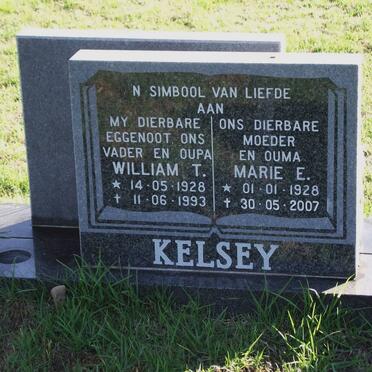 'N SIMBOOL VAN LIEFDE
AAN
MY DIERBARE
EGGENOOT ONS
VADER EN OUPA
WILLIAM T.
★ 14·05·1928
† 11·06·1993
ONS DIERBARE
MOEDER
EN OUMA
MARIE E.
★ 01·01·1928
† 30·05·2007
KELSEY